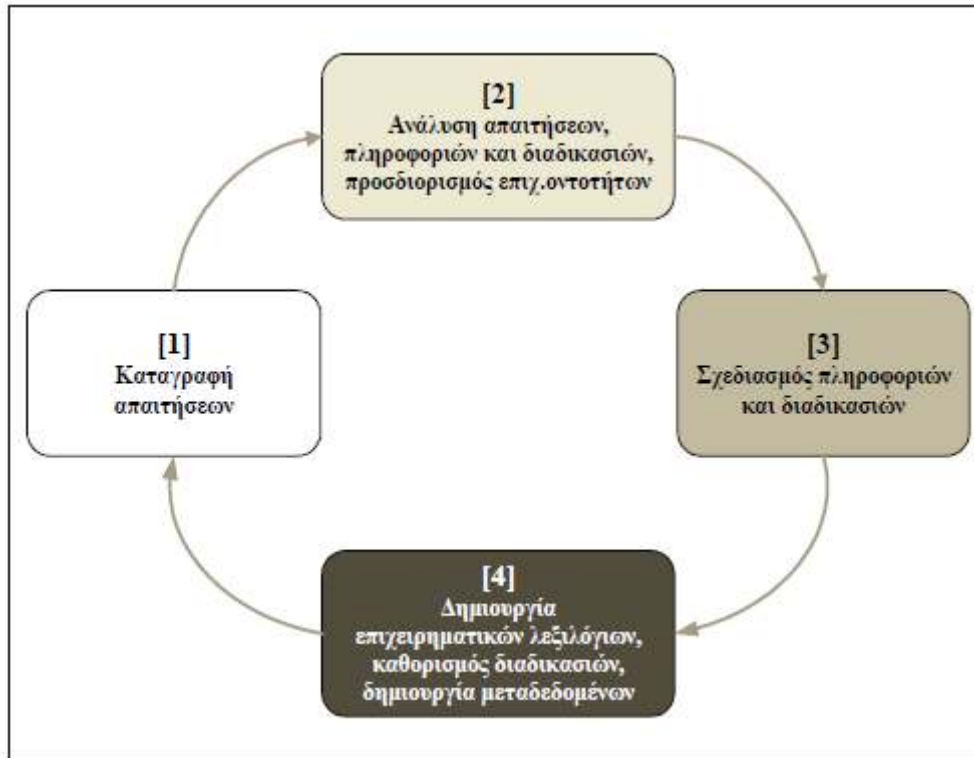 [2]
Ανάλυση απαιτήσεων,
πληροφοριών και διαδικασιών,
προσδιορισμός επιχ.οντοτήτων
[1]
Καταγραφή
απαιτήσεων
[3]
Σχεδιασμός πληροφοριών
και διαδικασιών
[4]
Δημιουργία
επιχειρηματικών λεξιλόγιων,
καθορισμός διαδικασιών,
δημιουργία μεταδεδομένων